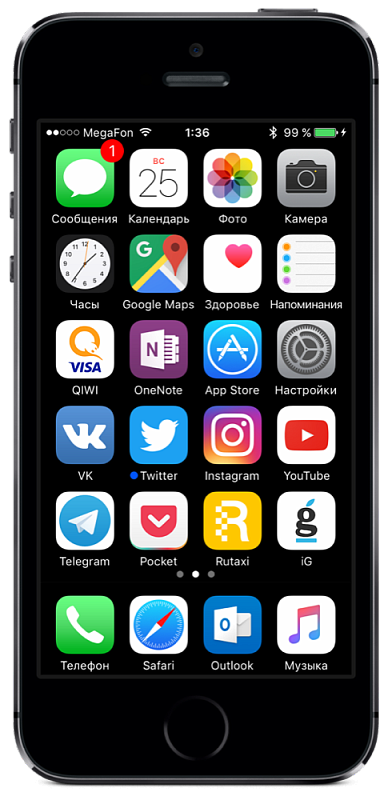 MegaFon 1:36 99 %
1
ВС
25
Сообщения Календарь Фото Камера
G
Часы Google Maps Здоровье Напоминания
VISA N
QIWI OneNote App Store Настройки
VK Twitter Instagram YouTube
R ġ
Telegram Pocket Rutaxi iG
O
Телефон Safari Outlook Музыка